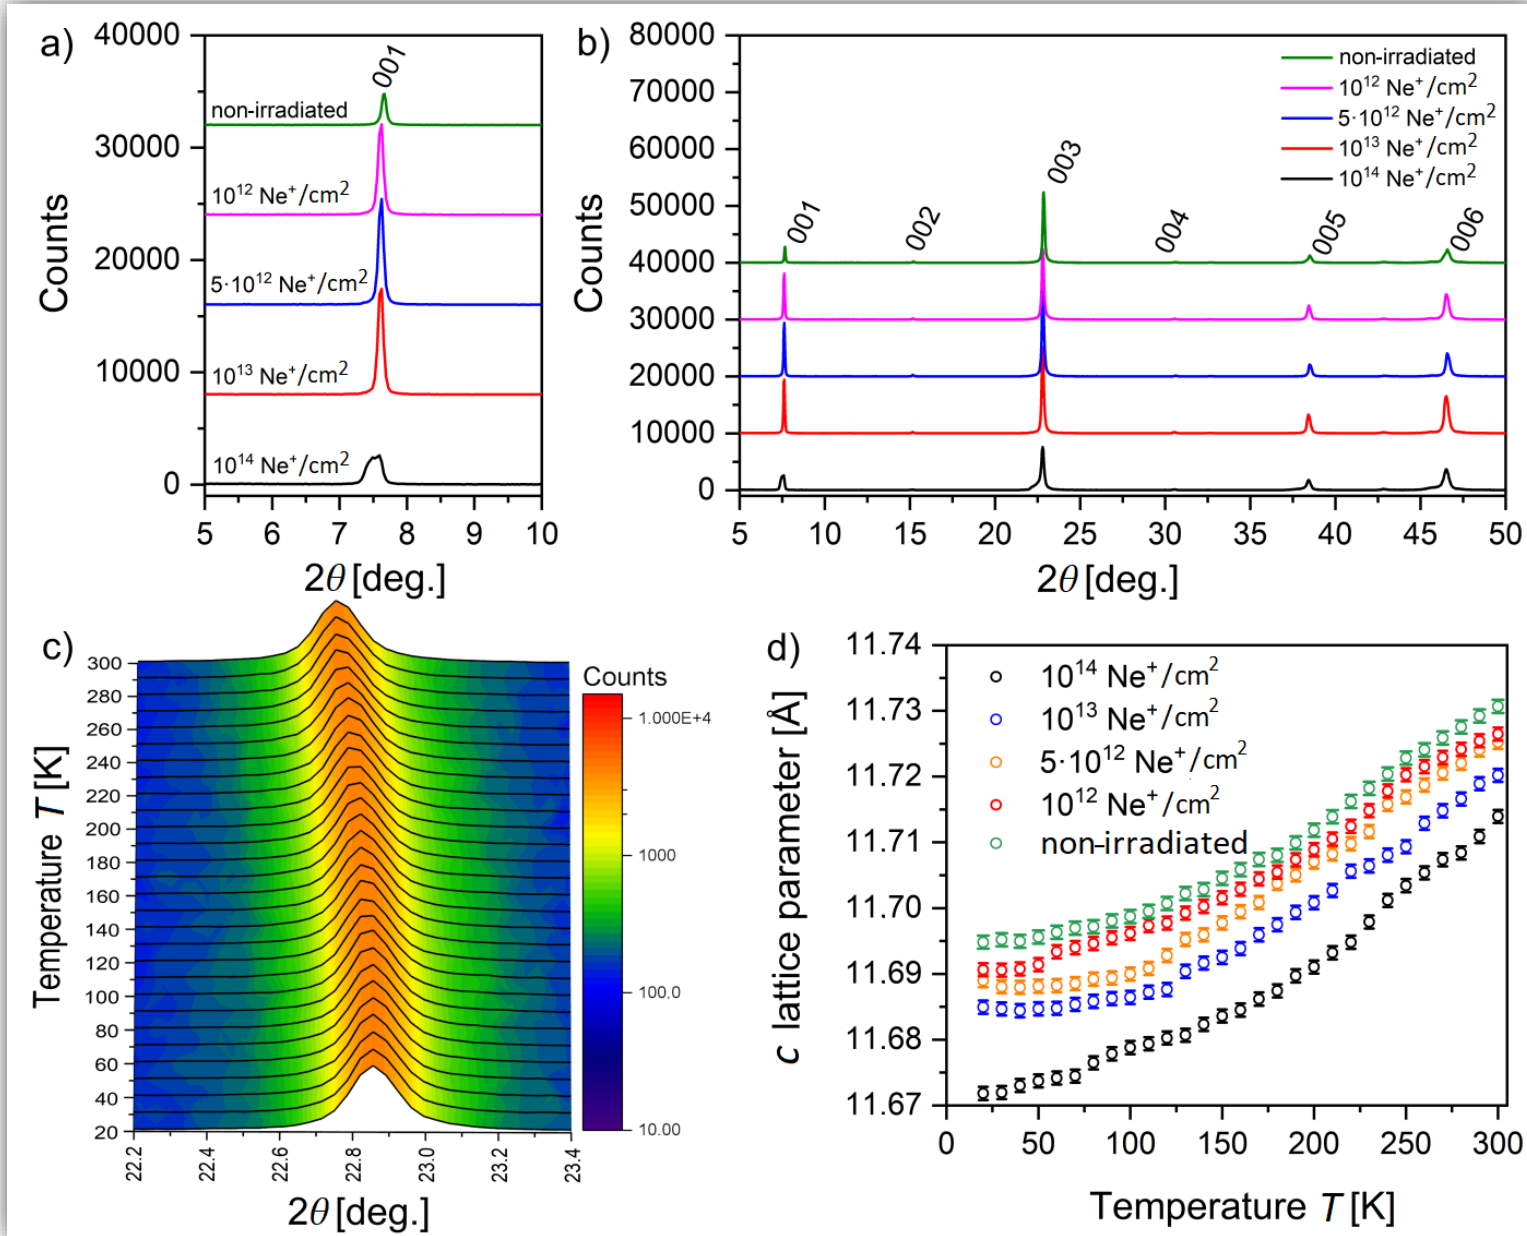 a)
40000
30000
20000
10000
0
Counts
001
non-irradiated
10¹² Ne⁺/cm²
5·10¹² Ne⁺/cm²
10¹³ Ne⁺/cm²
10¹⁴ Ne⁺/cm²
5 6 7 8 9 10
2θ [deg.]
b)
80000
70000
60000
50000
40000
30000
20000
10000
0
Counts
non-irradiated
10¹² Ne⁺/cm²
5·10¹² Ne⁺/cm²
10¹³ Ne⁺/cm²
10¹⁴ Ne⁺/cm²
001 002 003 004 005 006
5 10 15 20 25 30 35 40 45 50
2θ [deg.]
c)
300
280
260
240
220
200
180
160
140
120
100
80
60
40
20
Temperature T [K]
22.2 22.4 22.6 22.8 23.0 23.2 23.4
2θ [deg.]
Counts
1.000E+4
1000
100.0
10.00
d)
11.74
11.73
11.72
11.71
11.70
11.69
11.68
11.67
c lattice parameter [Å]
10¹⁴ Ne⁺/cm²
10¹³ Ne⁺/cm²
5·10¹² Ne⁺/cm²
10¹² Ne⁺/cm²
non-irradiated
0 50 100 150 200 250 300
Temperature T [K]